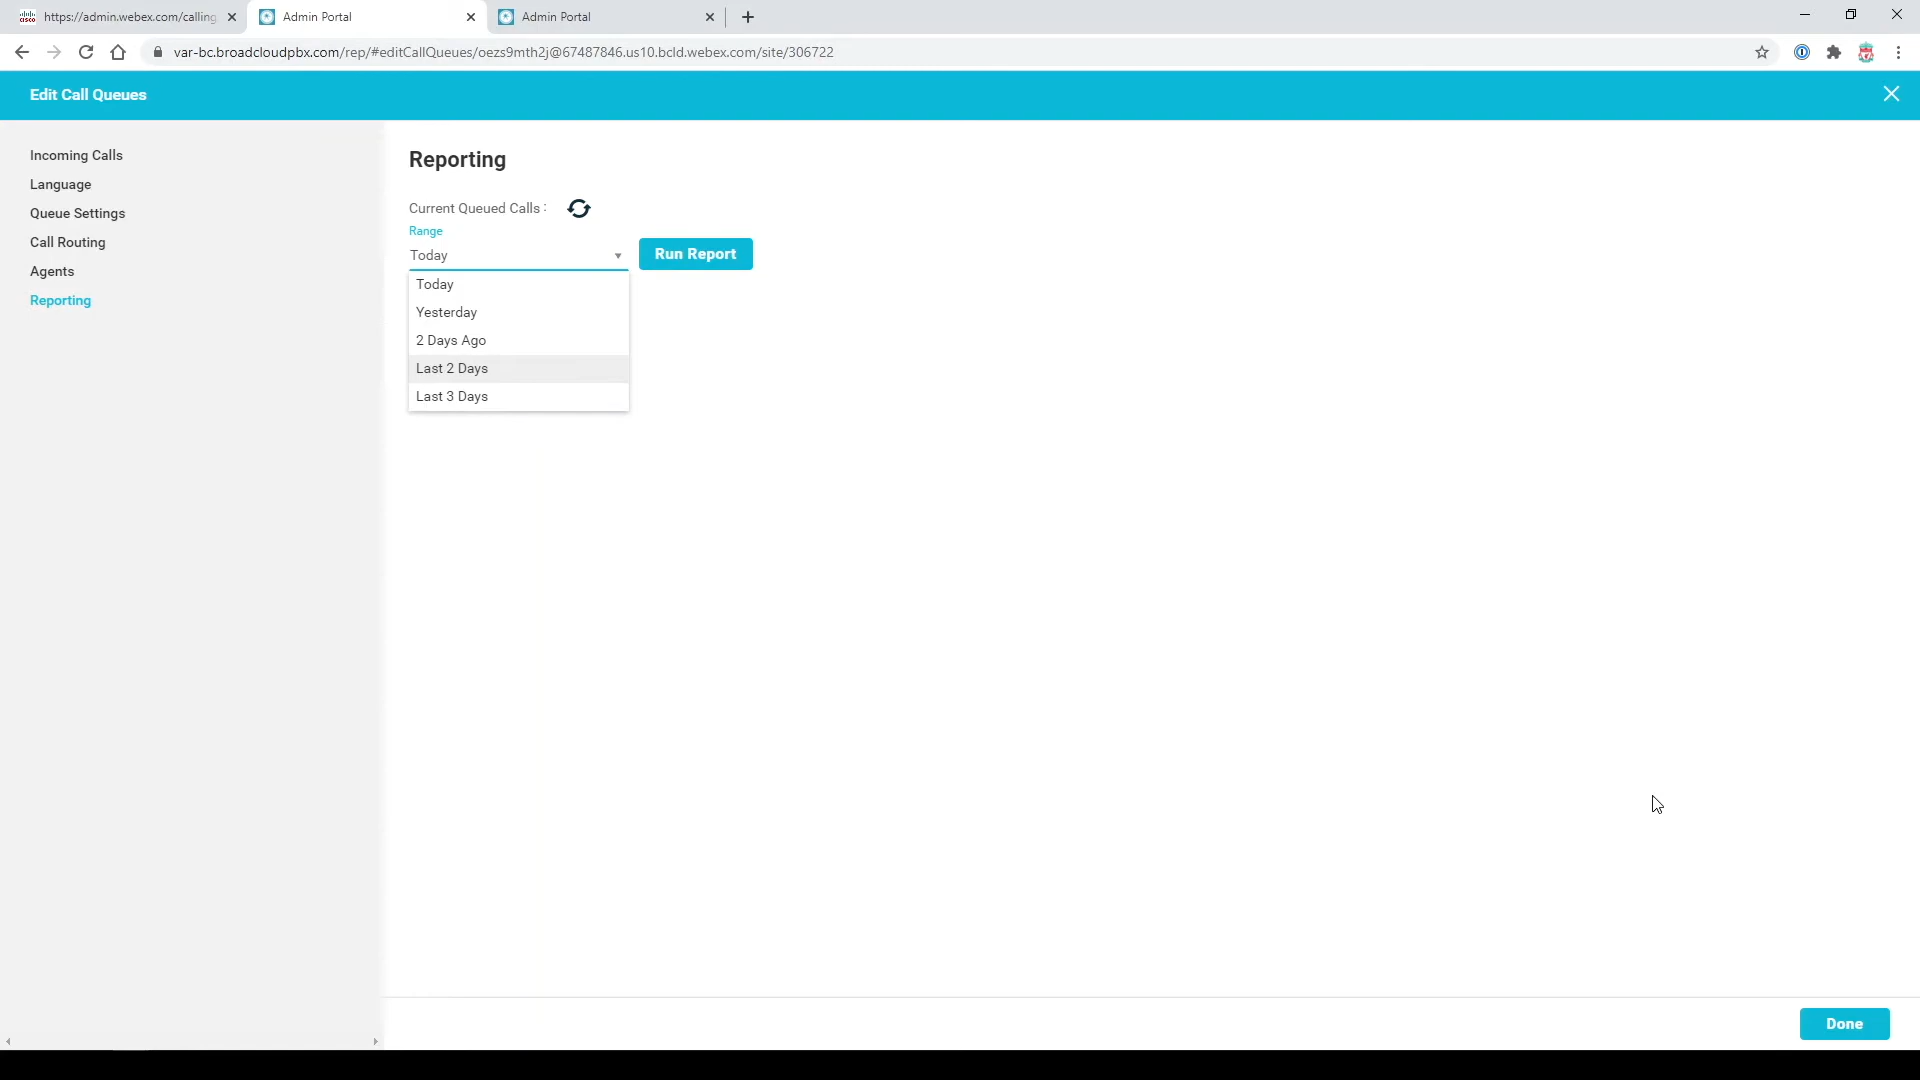 https://admin.webex.com/calling
Admin Portal
Admin Portal
var-bc.broadcloudpbx.com/rep/#editCallQueues/oezs9mth2j@67487846.us10.bcld.webex.com/site/306722
Edit Call Queues
Incoming Calls
Language
Queue Settings
Call Routing
Agents
Reporting
Reporting
Current Queued Calls :
Range
Today
Run Report
Today
Yesterday
2 Days Ago
Last 2 Days
Last 3 Days
Done